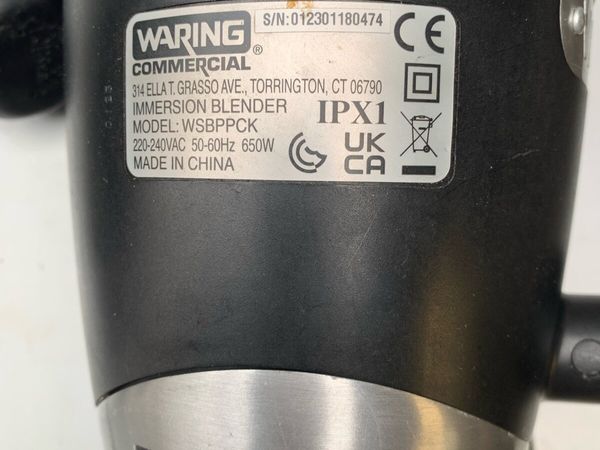 S/N:012301180474
WARING ®
COMMERCIAL
CE
314 ELLA T. GRASSO AVE., TORRINGTON, CT 06790
IMMERSION BLENDER
IPX1
MODEL: WSBPPCK
220-240VAC 50-60Hz 650W
UK
CA
MADE IN CHINA